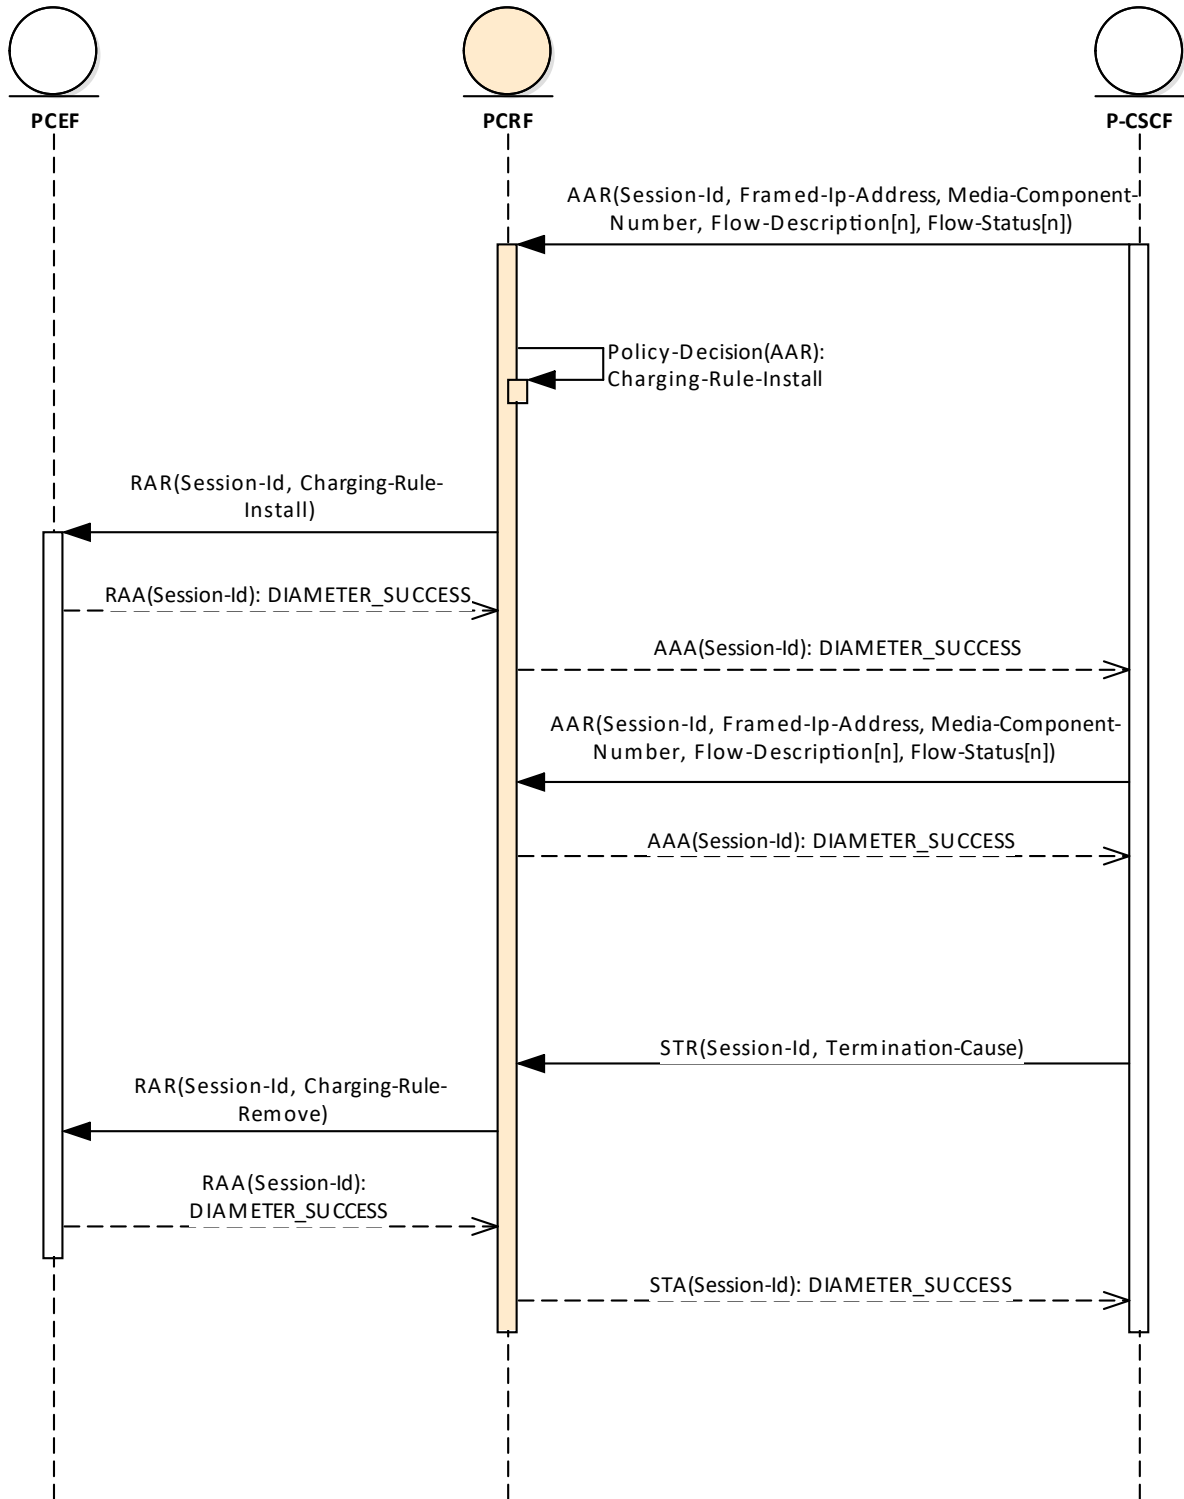 PCEF
PCRF
P-CSCF
AAR(Session-Id, Framed-Ip-Address, Media-Component-
Number, Flow-Description[n], Flow-Status[n])
Policy-Decision(AAR):
Charging-Rule-Install
RAR(Session-Id, Charging-Rule-
Install)
RAA(Session-Id): DIAMETER_SUCCESS
AAA(Session-Id): DIAMETER_SUCCESS
AAR(Session-Id, Framed-Ip-Address, Media-Component-
Number, Flow-Description[n], Flow-Status[n])
AAA(Session-Id): DIAMETER_SUCCESS
STR(Session-Id, Termination-Cause)
RAR(Session-Id, Charging-Rule-
Remove)
RAA(Session-Id):
DIAMETER_SUCCESS
STA(Session-Id): DIAMETER_SUCCESS